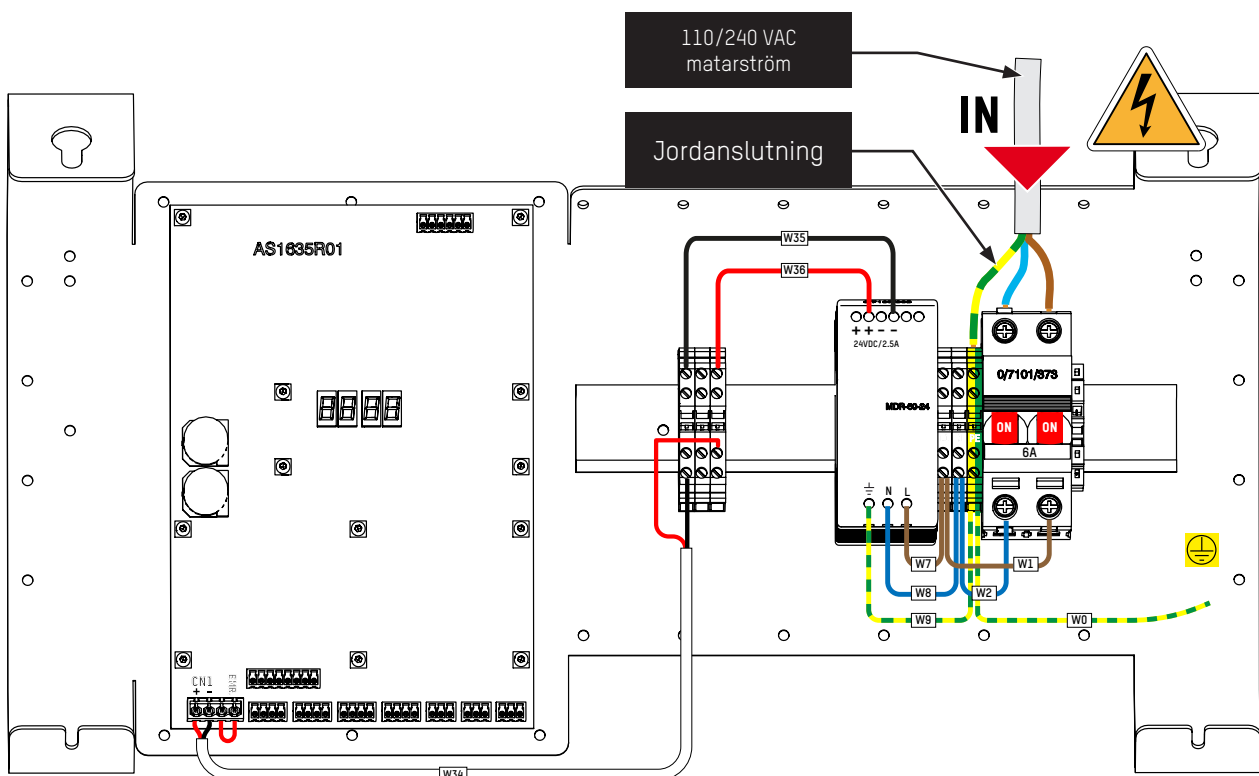 110/240 VAC
matarström
IN
Jordanslutning
AS1635R01
W35
W36
+ + - -
24VDC/2.5A
MDR-60-24
0/7101/373
ON ON
6A
N L
W7
W1
W8
W2
W9
W0
CN1
+ -
EMR
W34